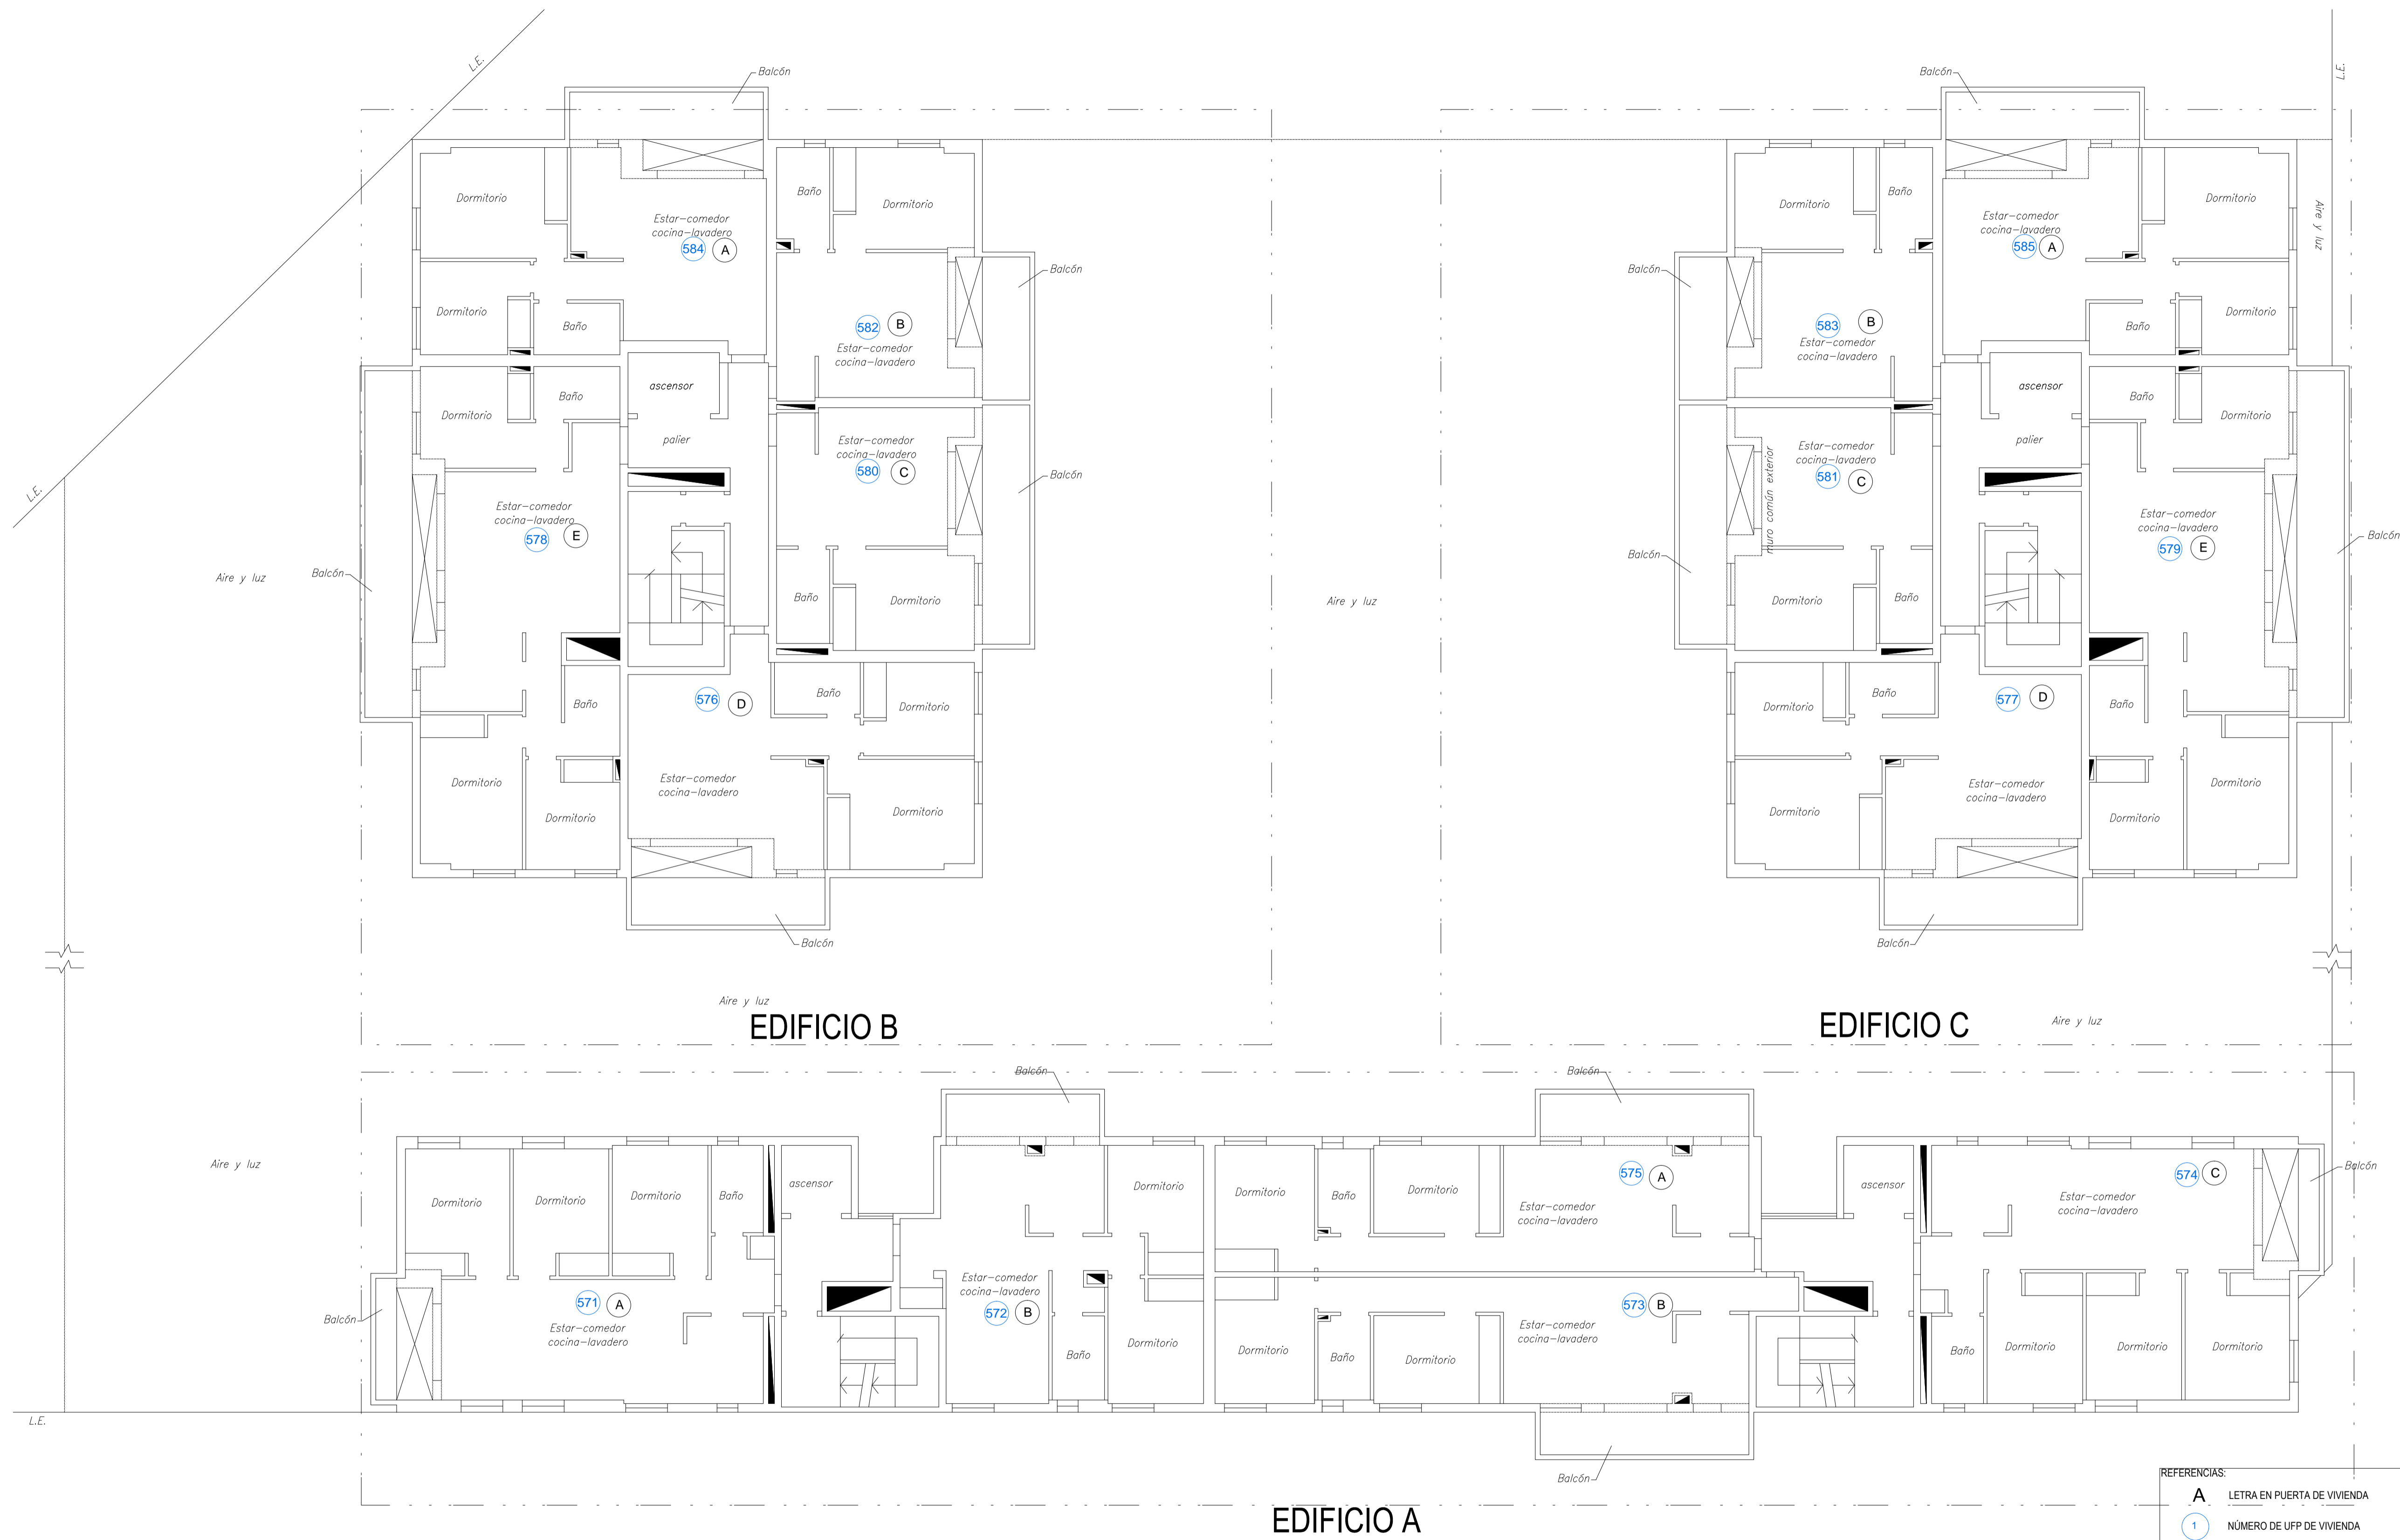 L.E.
L.E.
L.E.
Balcón
Dormitorio
Estar-comedor
cocina-lavadero
584
A
Baño
Dormitorio
Dormitorio
Baño
582
B
Estar-comedor
cocina-lavadero
Balcón
Dormitorio
Baño
ascensor
palier
Estar-comedor
cocina-lavadero
580
C
Balcón
Estar-comedor
cocina-lavadero
578
E
Balcón
Aire y luz
Baño
Dormitorio
Baño
576
D
Baño
Dormitorio
Dormitorio
Dormitorio
Estar-comedor
cocina-lavadero
Dormitorio
Balcón
Aire y luz
EDIFICIO B
Aire y luz
Balcón
Dormitorio
Baño
Estar-comedor
cocina-lavadero
585
A
Dormitorio
Aire y luz
Balcón
583
B
Estar-comedor
cocina-lavadero
Baño
Dormitorio
ascensor
palier
Baño
Dormitorio
Estar-comedor
cocina-lavadero
581
C
muro común exterior
Balcón
Estar-comedor
cocina-lavadero
579
E
Balcón
Dormitorio
Baño
Dormitorio
Baño
577
D
Baño
Dormitorio
Estar-comedor
cocina-lavadero
Dormitorio
Dormitorio
Balcón
EDIFICIO C
Aire y luz
Balcón
Balcón
Aire y luz
Dormitorio
Dormitorio
Dormitorio
Baño
ascensor
Dormitorio
Dormitorio
Baño
Dormitorio
575
A
Estar-comedor
cocina-lavadero
ascensor
574
C
Estar-comedor
cocina-lavadero
Balcón
571
A
Estar-comedor
cocina-lavadero
Balcón
Estar-comedor
cocina-lavadero
572
B
Baño
Dormitorio
Dormitorio
Baño
Dormitorio
573
B
Estar-comedor
cocina-lavadero
Baño
Dormitorio
Dormitorio
Dormitorio
L.E.
Balcón
EDIFICIO A
REFERENCIAS:
A LETRA EN PUERTA DE VIVIENDA
1 NÚMERO DE UFP DE VIVIENDA